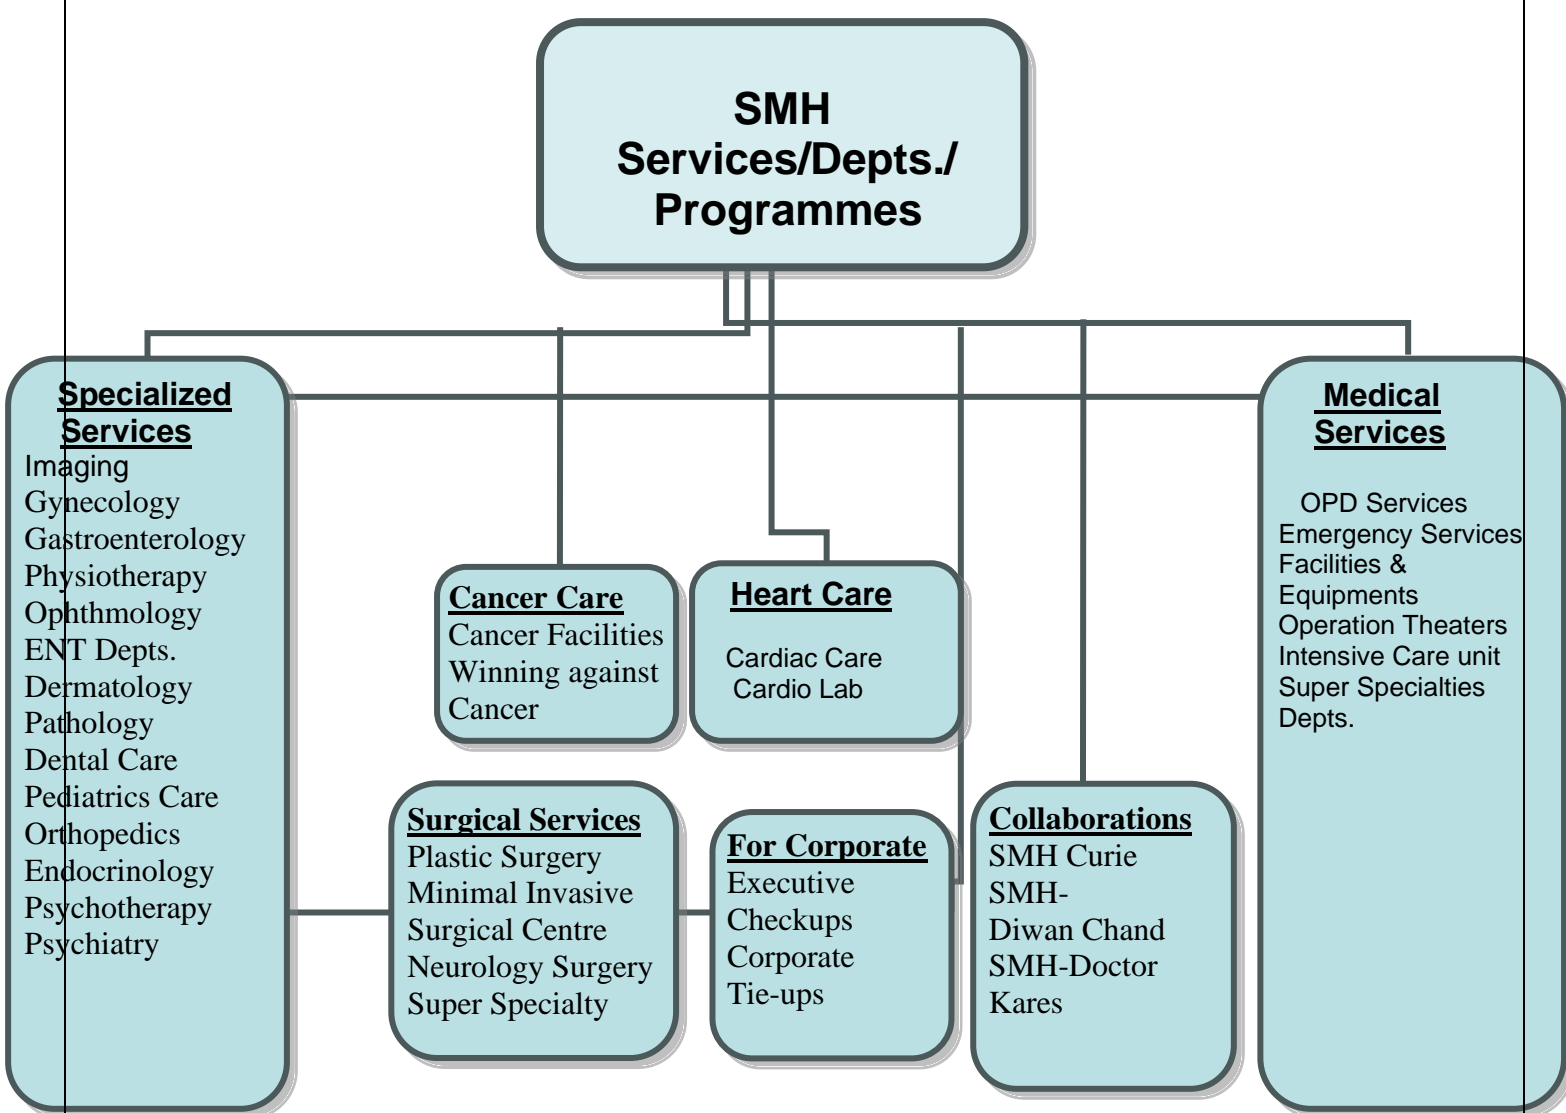 SMH
Services/Depts./
Programmes
Specialized
Services
Imaging
Gynecology
Gastroenterology
Physiotherapy
Ophthmology
ENT Depts.
Dermatology
Pathology
Dental Care
Pediatrics Care
Orthopedics
Endocrinology
Psychotherapy
Psychiatry
Cancer Care
Cancer Facilities
Winning against
Cancer
Heart Care
Cardiac Care
Cardio Lab
Medical
Services
OPD Services
Emergency Services
Facilities &
Equipments
Operation Theaters
Intensive Care unit
Super Specialties
Depts.
Surgical Services
Plastic Surgery
Minimal Invasive
Surgical Centre
Neurology Surgery
Super Specialty
For Corporate
Executive
Checkups
Corporate
Tie-ups
Collaborations
SMH Curie
SMH-
Diwan Chand
SMH-Doctor
Kares